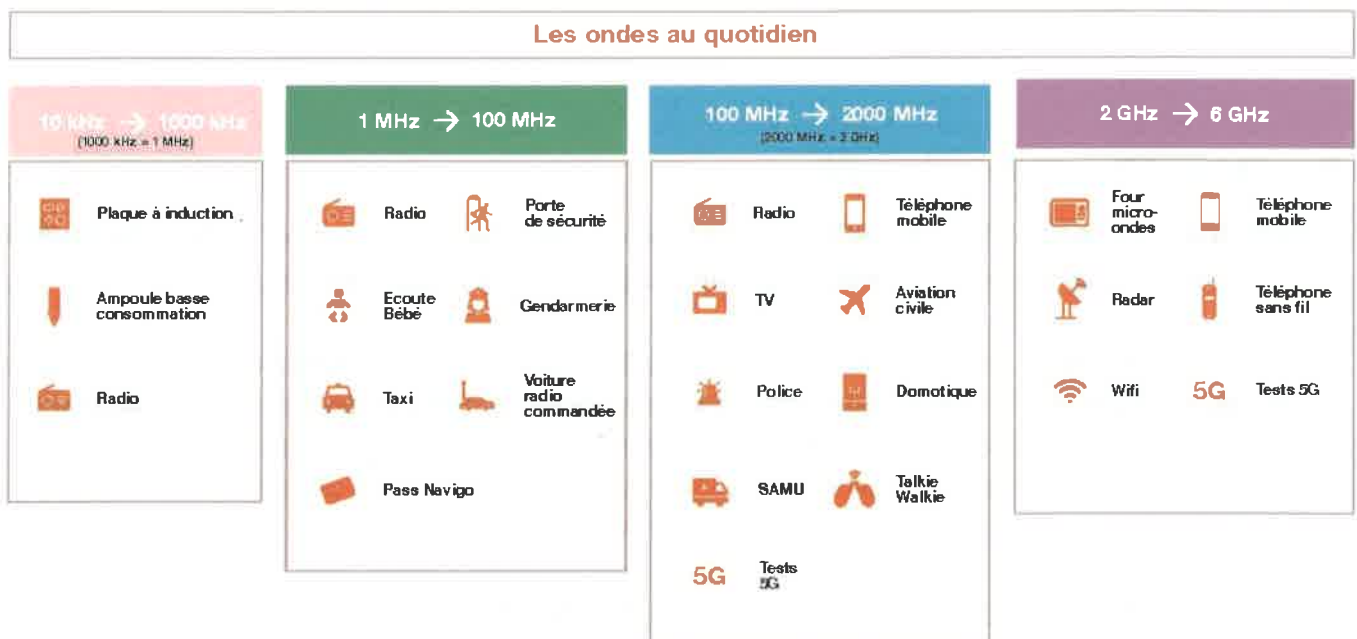 Les ondes au quotidien
10 kHz → 1000 kHz
(1000 kHz = 1 MHz)
Plaque à induction
Ampoule basse
consommation
Radio
1 MHz → 100 MHz
Radio
Porte
de sécurité
Ecoute
Bébé
Gendarmerie
Taxi
Voiture
radio
commandée
Pass Navigo
100 MHz → 2000 MHz
(2000 MHz = 2 GHz)
Radio
Téléphone
mobile
TV
Aviation
civile
Police
Domotique
SAMU
Talkie
Walkie
5G
Tests
5G
2 GHz → 6 GHz
Four
micro-
ondes
Téléphone
mobile
Radar
Téléphone
sans fil
Wifi
5G
Tests 5G